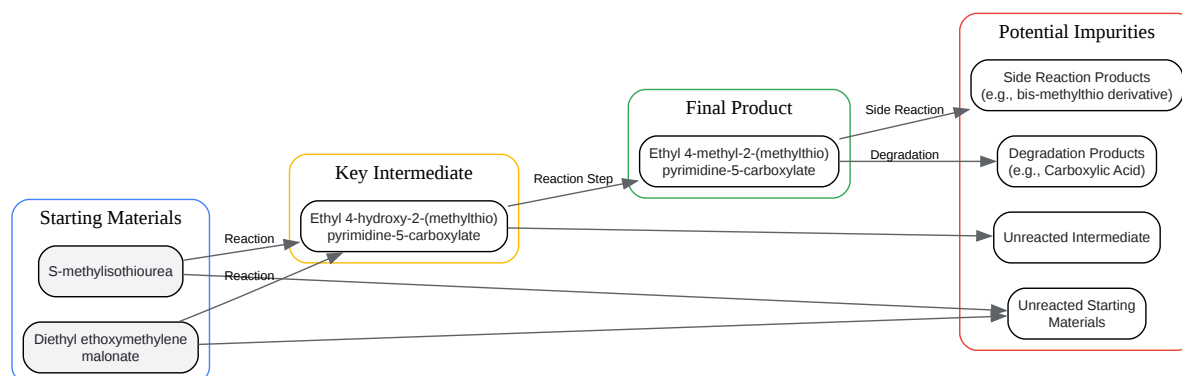 Starting Materials
S-methylisothiourea
Diethyl ethoxymethylene
malonate
Reaction
Reaction
Key Intermediate
Ethyl 4-hydroxy-2-(methylthio)
pyrimidine-5-carboxylate
Reaction Step
Final Product
Ethyl 4-methyl-2-(methylthio)
pyrimidine-5-carboxylate
Side Reaction
Degradation
Potential Impurities
Side Reaction Products
(e.g., bis-methylthio derivative)
Degradation Products
(e.g., Carboxylic Acid)
Unreacted Intermediate
Unreacted Starting
Materials